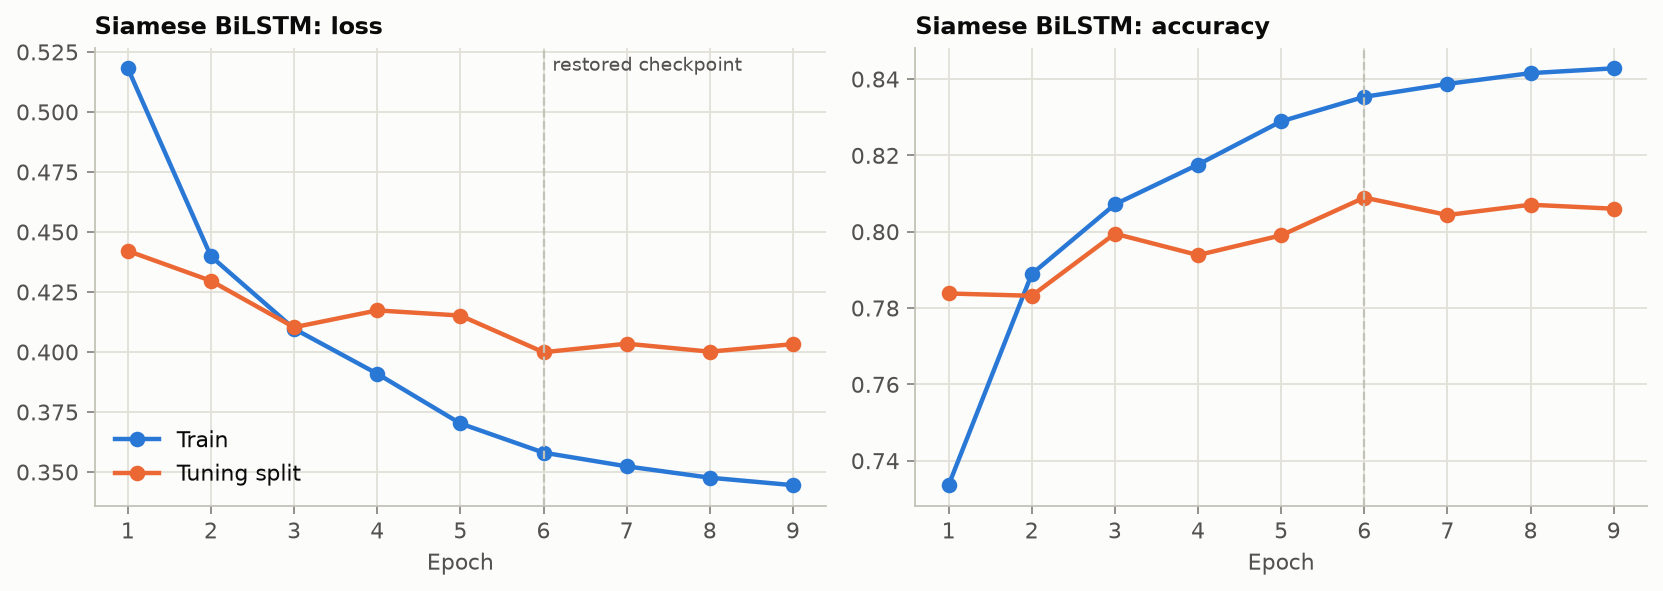 Siamese BiLSTM: loss
0.525
0.500
0.475
0.450
0.425
0.400
0.375
0.350
restored checkpoint
Train
Tuning split
1 2 3 4 5 6 7 8 9
Epoch
Siamese BiLSTM: accuracy
0.84
0.82
0.80
0.78
0.76
0.74
1 2 3 4 5 6 7 8 9
Epoch